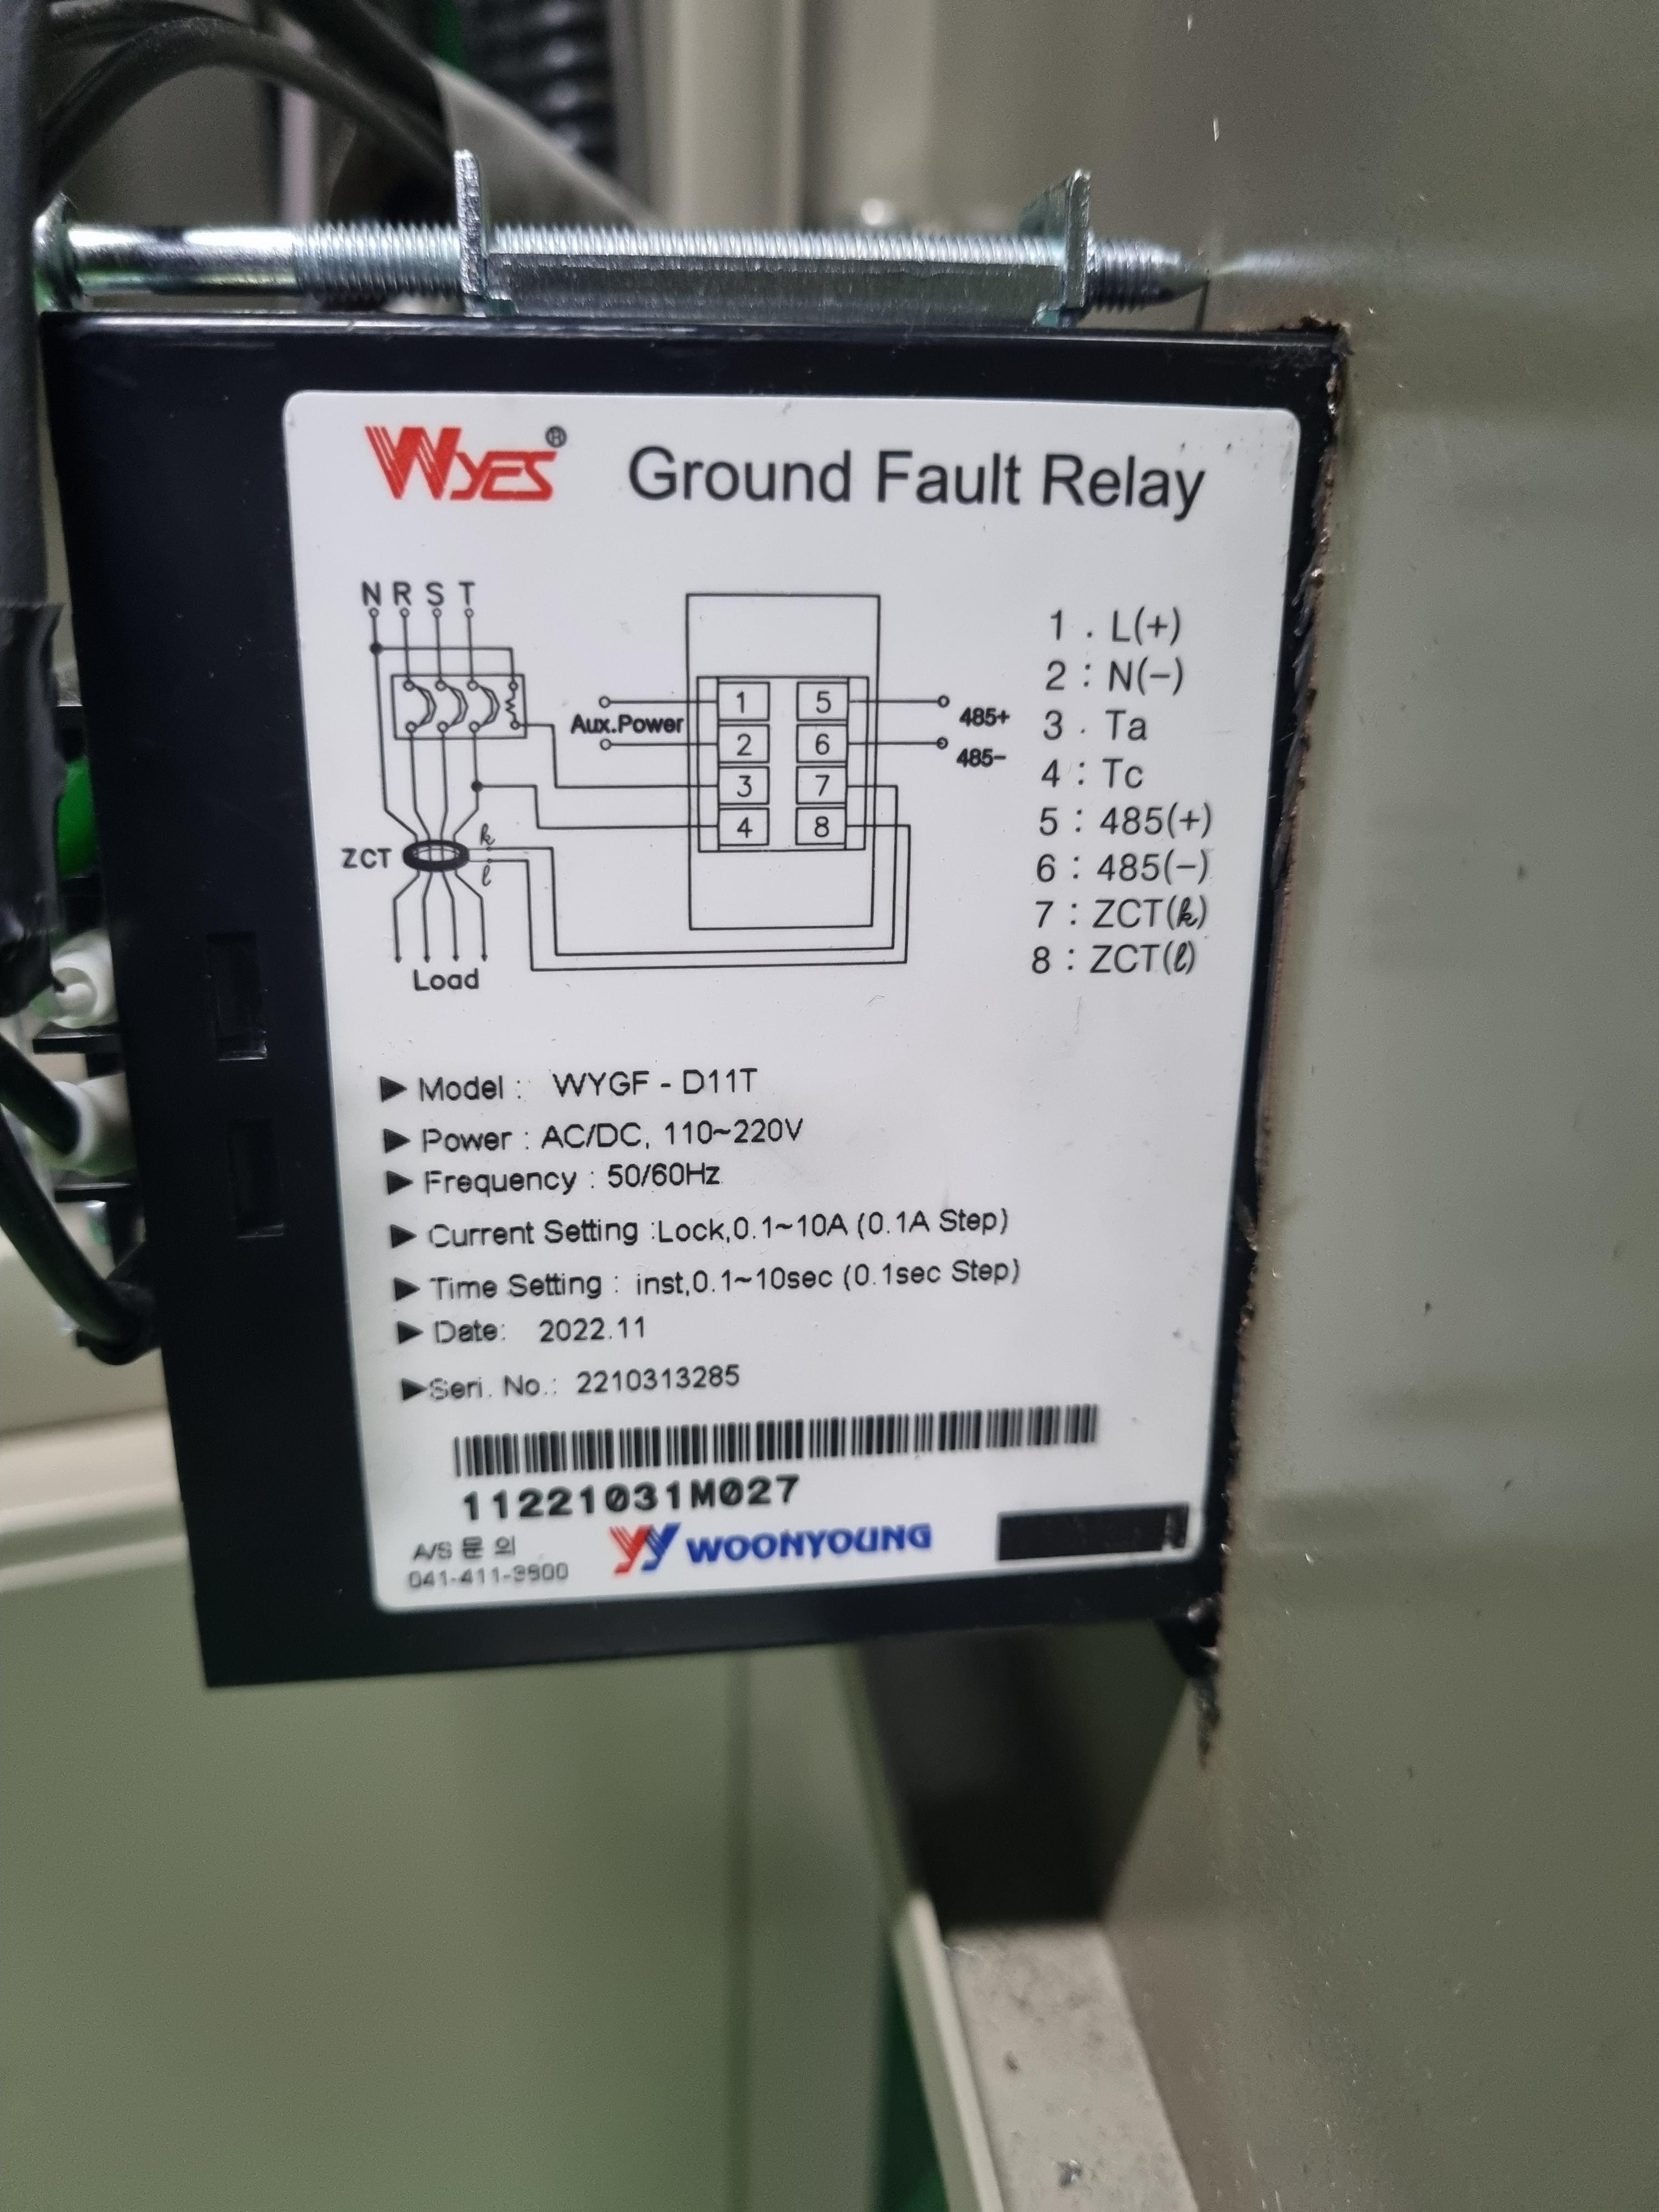 WYES® Ground Fault Relay
N R S T
Aux.Power
1 5
2 6
3 7
4 8
485+
485-
k
ZCT
l
Load
1 . L(+)
2 : N(-)
3 . Ta
4 : Tc
5 : 485(+)
6 : 485(-)
7 : ZCT(k)
8 : ZCT(l)
▶ Model : WYGF - D11T
▶ Power : AC/DC, 110~220V
▶ Frequency : 50/60Hz
▶ Current Setting :Lock,0.1~10A (0.1A Step)
▶ Time Setting : inst,0.1~10sec (0.1sec Step)
▶ Date: 2022.11
▶Seri. No.: 2210313285
11221031M027
A/S 문 의
WOONYOUNG